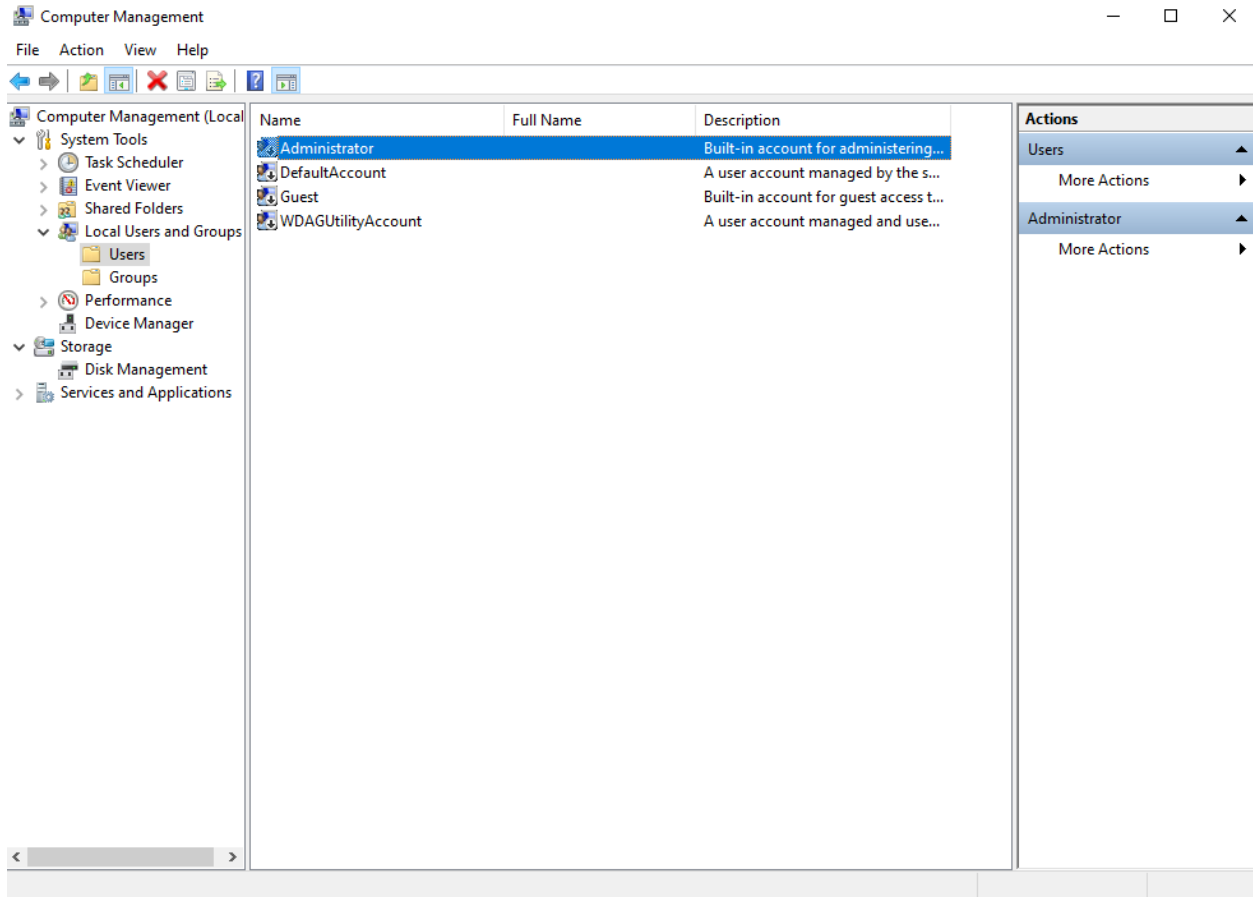 Computer Management
File Action View Help
Computer Management (Local
System Tools
Task Scheduler
Event Viewer
Shared Folders
Local Users and Groups
Users
Groups
Performance
Device Manager
Storage
Disk Management
Services and Applications
Name Full Name Description
Administrator Built-in account for administering...
DefaultAccount A user account managed by the s...
Guest Built-in account for guest access t...
WDAGUtilityAccount A user account managed and use...
Actions
Users
More Actions
Administrator
More Actions